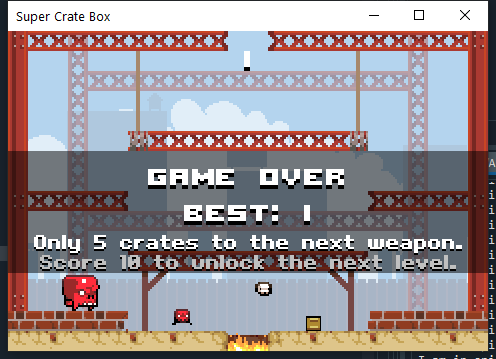 Super Crate Box
1
GAME OVER
BEST: 1
Only 5 crates to the next weapon.
Score 10 to unlock the next level.